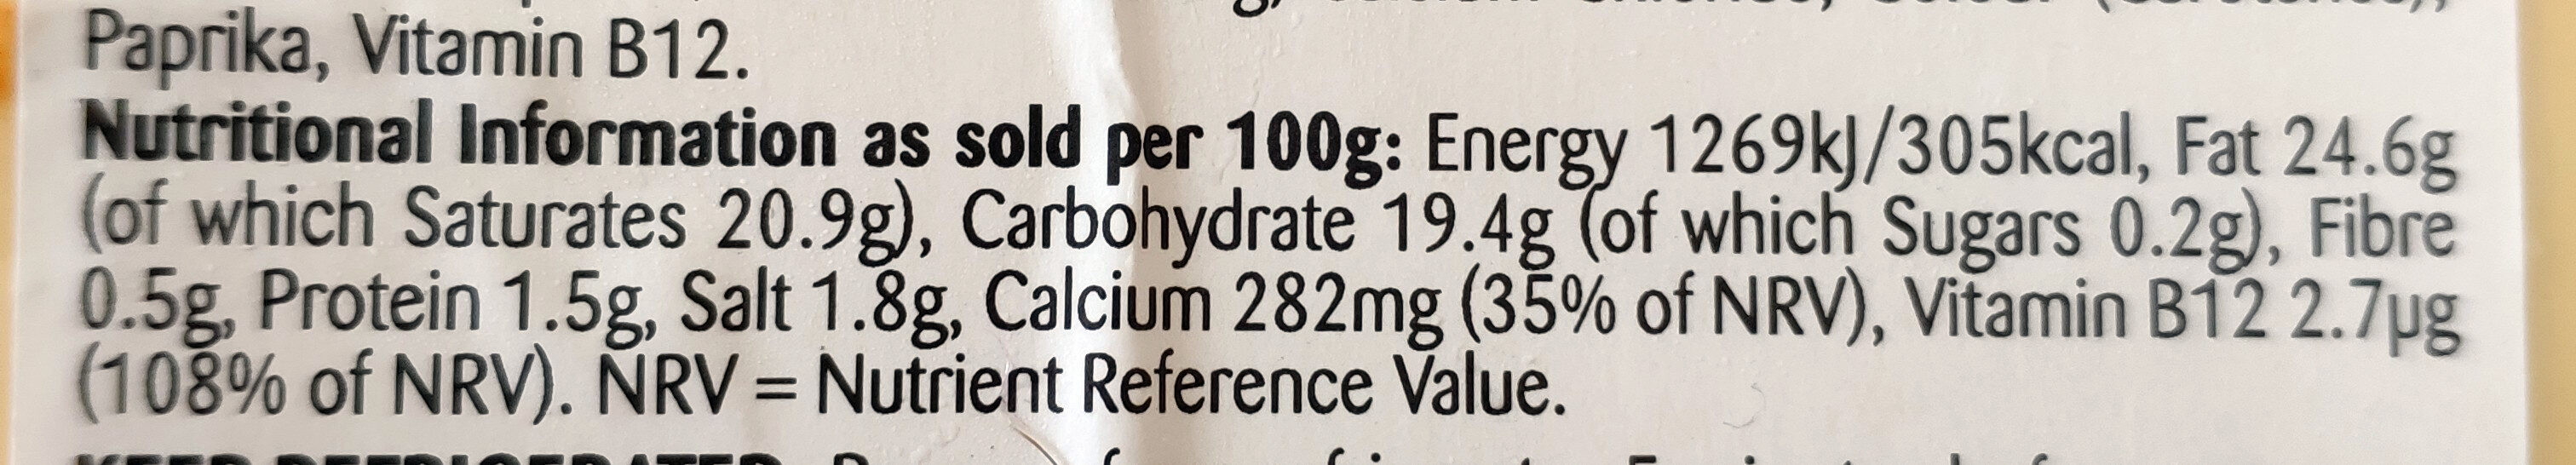 Paprika, Vitamin B12.
Nutritional Information as sold per 100g: Energy 1269kJ/305kcal, Fat 24.6g
(of which Saturates 20.9g), Carbohydrate 19.4g (of which Sugars 0.2g), Fibre
0.5g, Protein 1.5g, Salt 1.8g, Calcium 282mg (35% of NRV), Vitamin B12 2.7µg
(108% of NRV). NRV = Nutrient Reference Value.
KEEP REFRIGERATED.